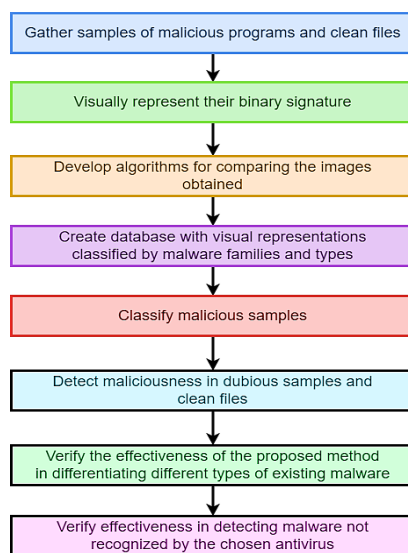 Gather samples of malicious programs and clean files
Visually represent their binary signature
Develop algorithms for comparing the images
obtained
Create database with visual representations
classified by malware families and types
Classify malicious samples
Detect maliciousness in dubious samples and
clean files
Verify the effectiveness of the proposed method
in differentiating different types of existing malware
Verify effectiveness in detecting malware not
recognized by the chosen antivirus